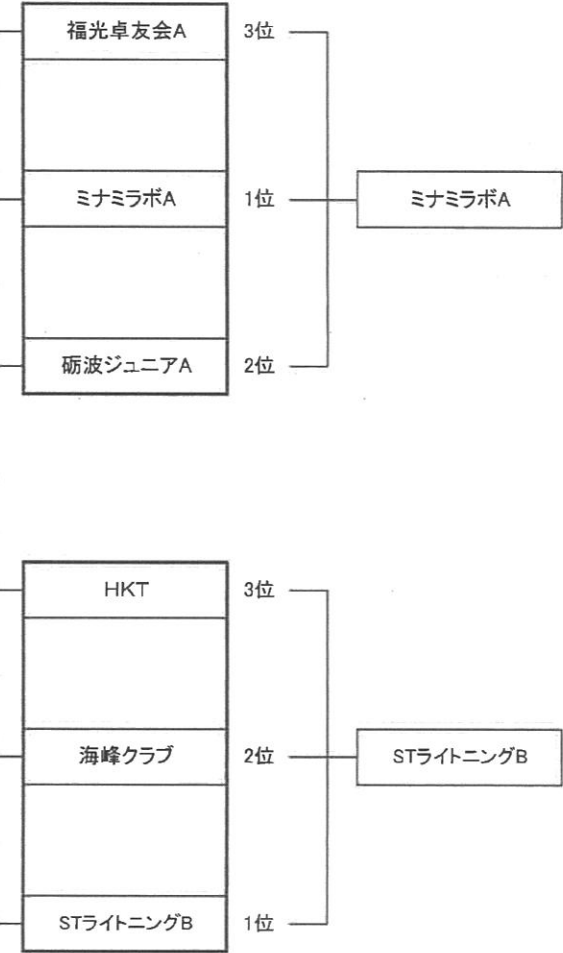 福光卓友会A 3位
ミナミラボA 1位 ミナミラボA
砺波ジュニアA 2位
HKT 3位
海峰クラブ 2位 STライトニングB
STライトニングB 1位